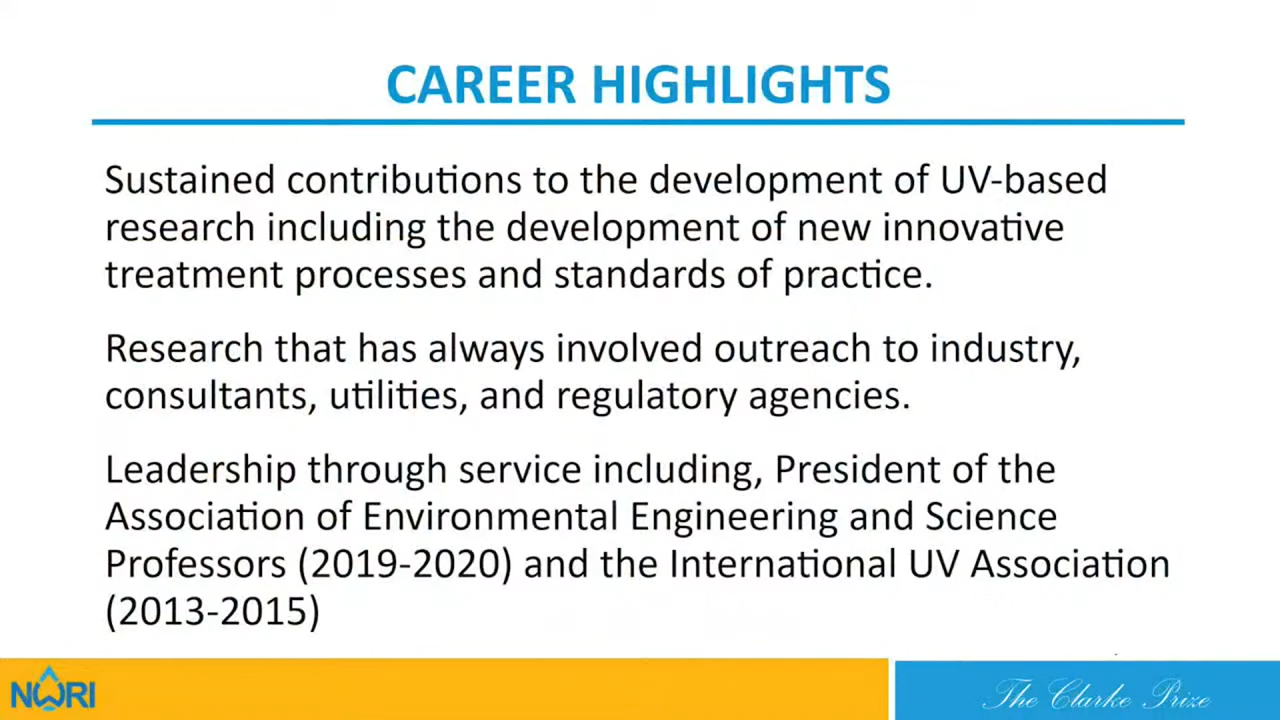 CAREER HIGHLIGHTS
Sustained contributions to the development of UV-based
research including the development of new innovative
treatment processes and standards of practice.
Research that has always involved outreach to industry,
consultants, utilities, and regulatory agencies.
Leadership through service including, President of the
Association of Environmental Engineering and Science
Professors (2019-2020) and the International UV Association
(2013-2015)
NWRI
The Clarke Prize